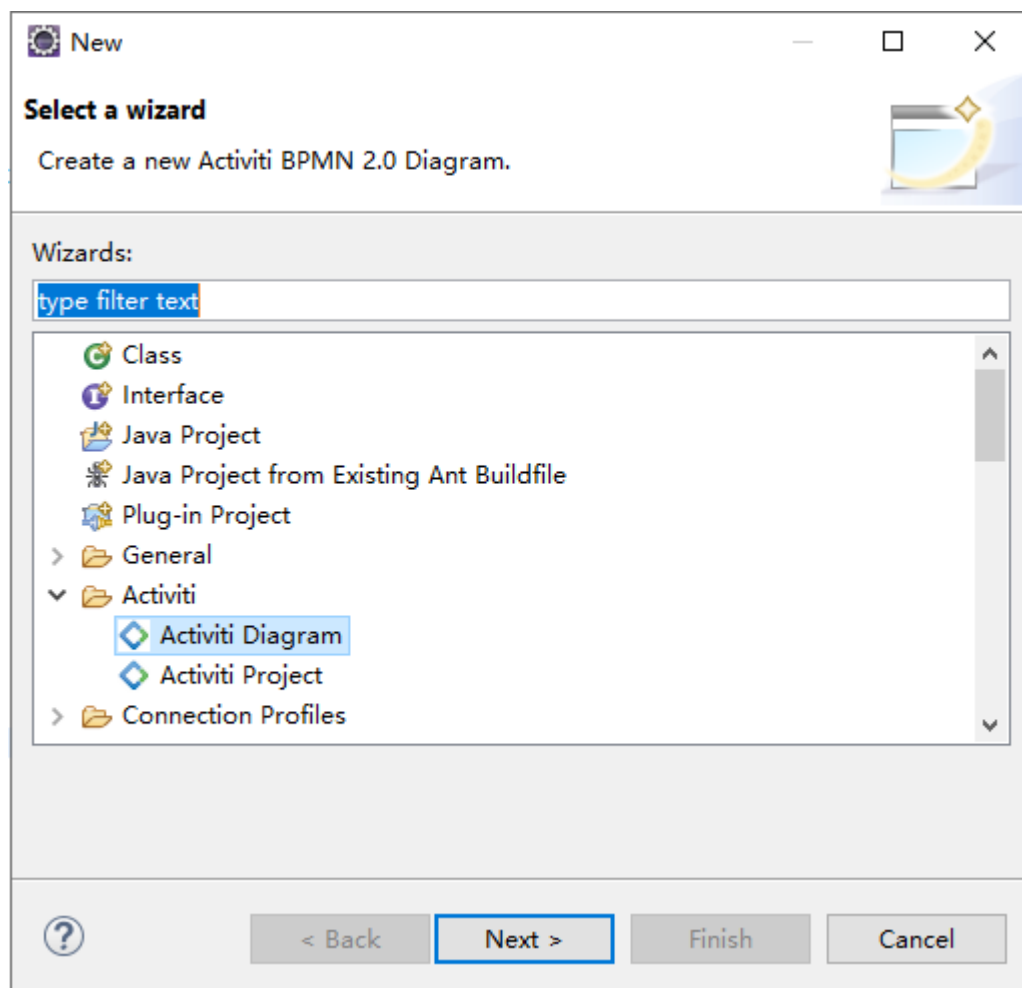 New
Select a wizard
Create a new Activiti BPMN 2.0 Diagram.
Wizards:
type filter text
Class
Interface
Java Project
Java Project from Existing Ant Buildfile
Plug-in Project
General
Activiti
Activiti Diagram
Activiti Project
Connection Profiles
< Back Next > Finish Cancel